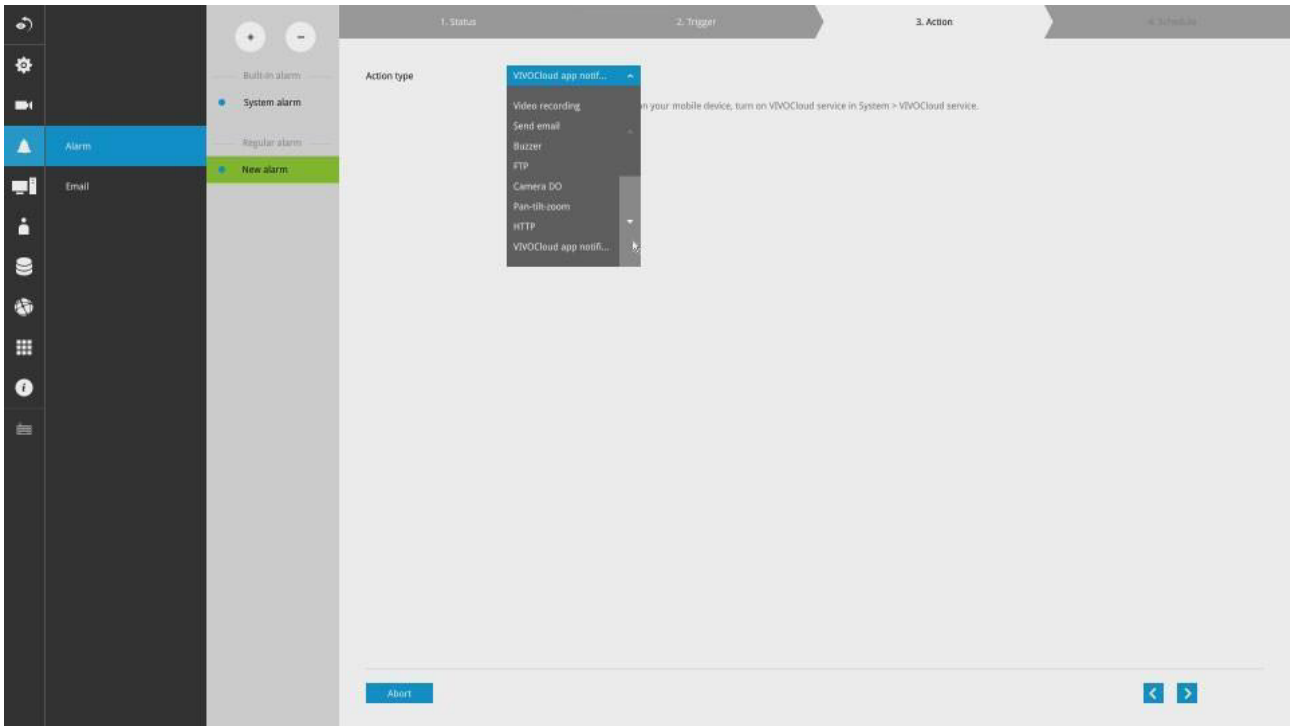 1. Status
2. Trigger
3. Action
4. Schedule
+
-
Built-in alarm
System alarm
Regular alarm
New alarm
Alarm
Email
Action type
VIVOCloud app notif...
n your mobile device, turn on VIVOCloud service in System > VIVOCloud service.
Video recording
Send email
Buzzer
FTP
Camera DO
Pan-tilt-zoom
HTTP
VIVOCloud app notifi...
Abort